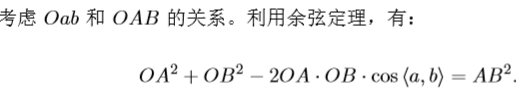 考虑 Oab 和 OAB 的关系。利用余弦定理，有：
OA² + OB² − 2OA · OB · cos ⟨a, b⟩ = AB².